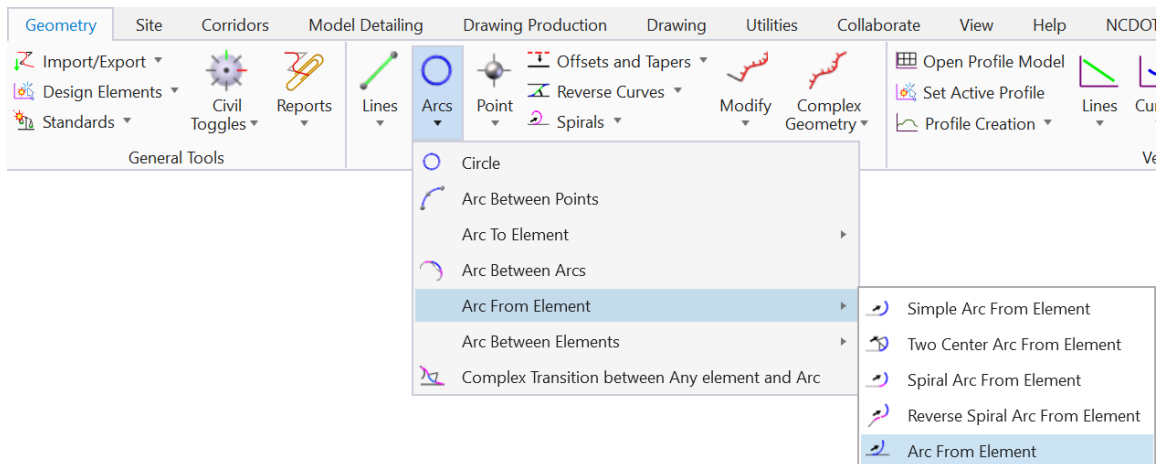 Geometry Site Corridors Model Detailing Drawing Production Drawing Utilities Collaborate View Help NCDOT
Import/Export
Design Elements
Standards
Civil
Toggles
Reports
General Tools
Lines
Arcs
Point
Offsets and Tapers
Reverse Curves
Spirals
Modify
Complex
Geometry
Open Profile Model
Set Active Profile
Profile Creation
Lines
Cu
Ve
Circle
Arc Between Points
Arc To Element
Arc Between Arcs
Arc From Element
Arc Between Elements
Complex Transition between Any element and Arc
Simple Arc From Element
Two Center Arc From Element
Spiral Arc From Element
Reverse Spiral Arc From Element
Arc From Element